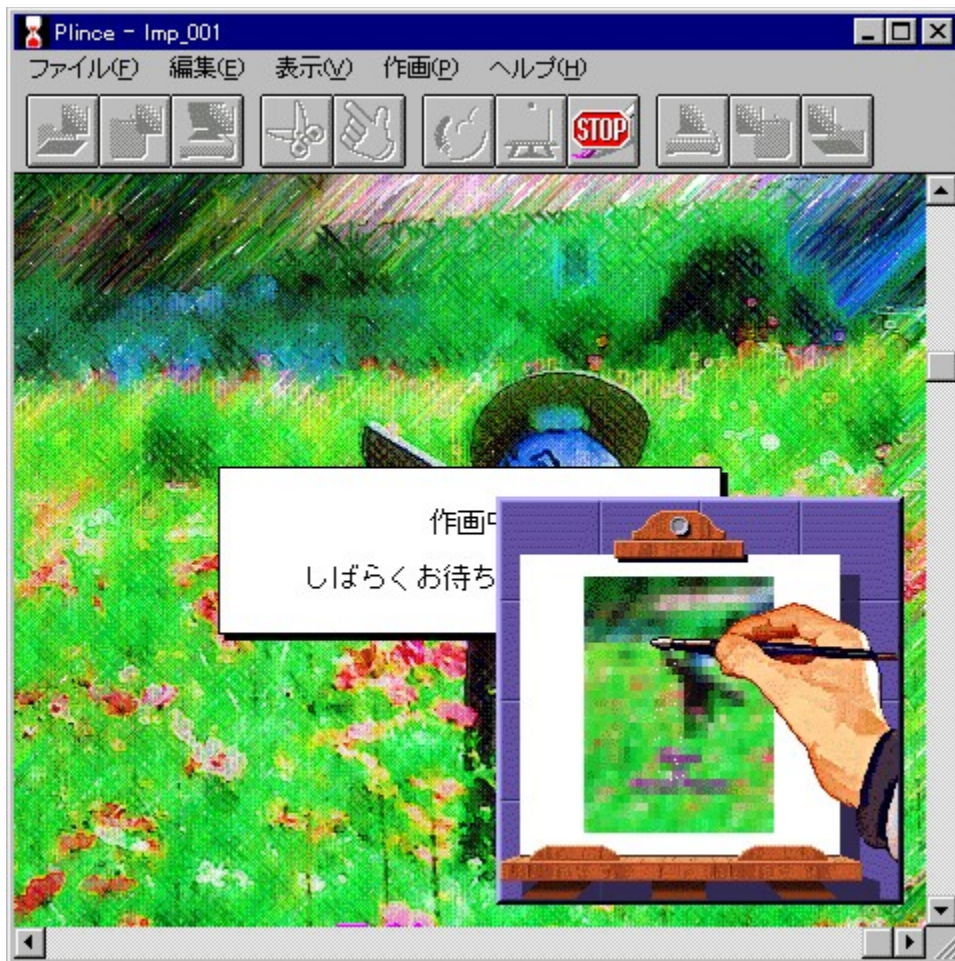 Plince - Imp_001
ファイル(F) 編集(E) 表示(V) 作画(P) ヘルプ(H)
STOP
作画
しばらくお待ち